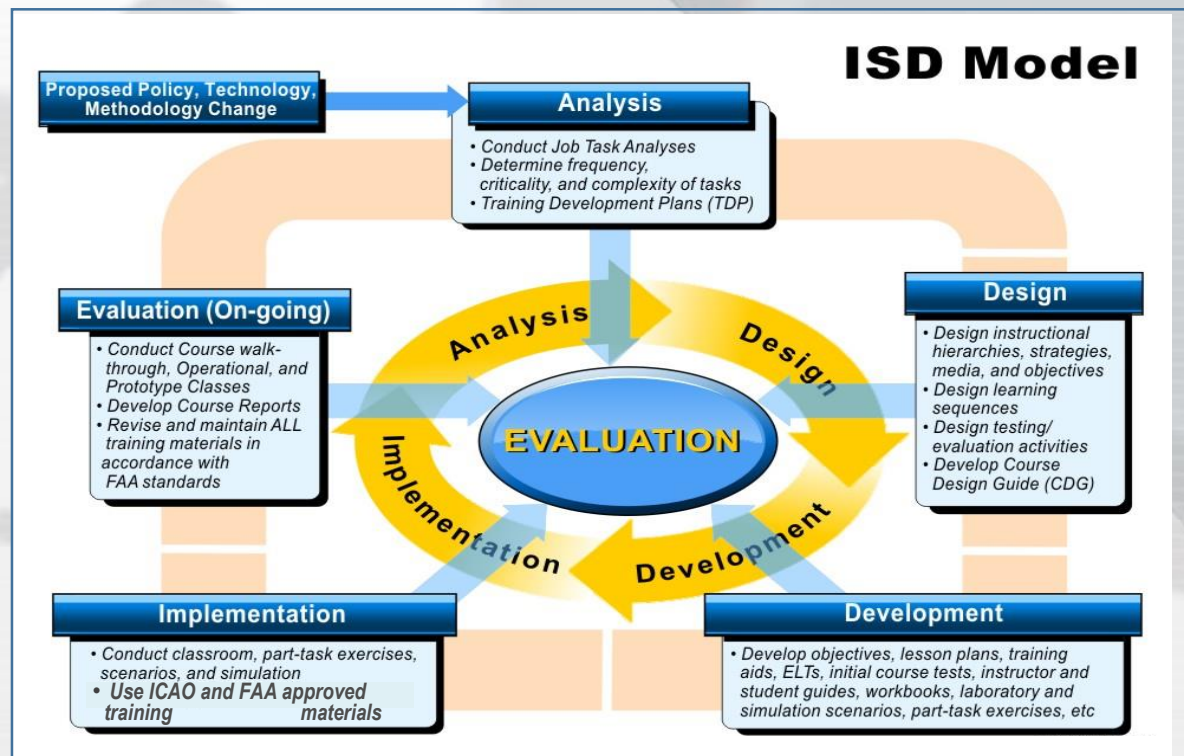 ISD Model
Proposed Policy, Technology,
Methodology Change
Analysis
• Conduct Job Task Analyses
• Determine frequency,
criticality, and complexity of tasks
• Training Development Plans (TDP)
Evaluation (On-going)
• Conduct Course walk-
through, Operational, and
Prototype Classes
• Develop Course Reports
• Revise and maintain ALL
training materials in
accordance with
FAA standards
Design
• Design instructional
hierarchies, strategies,
media, and objectives
• Design learning
sequences
• Design testing/
evaluation activities
• Develop Course
Design Guide (CDG)
Analysis
Design
EVALUATION
Implementation
Development
Implementation
• Conduct classroom, part-task exercises,
scenarios, and simulation
• Use ICAO and FAA approved
training materials
Development
• Develop objectives, lesson plans, training
aids, ELTs, initial course tests, instructor and
student guides, workbooks, laboratory and
simulation scenarios, part-task exercises, etc